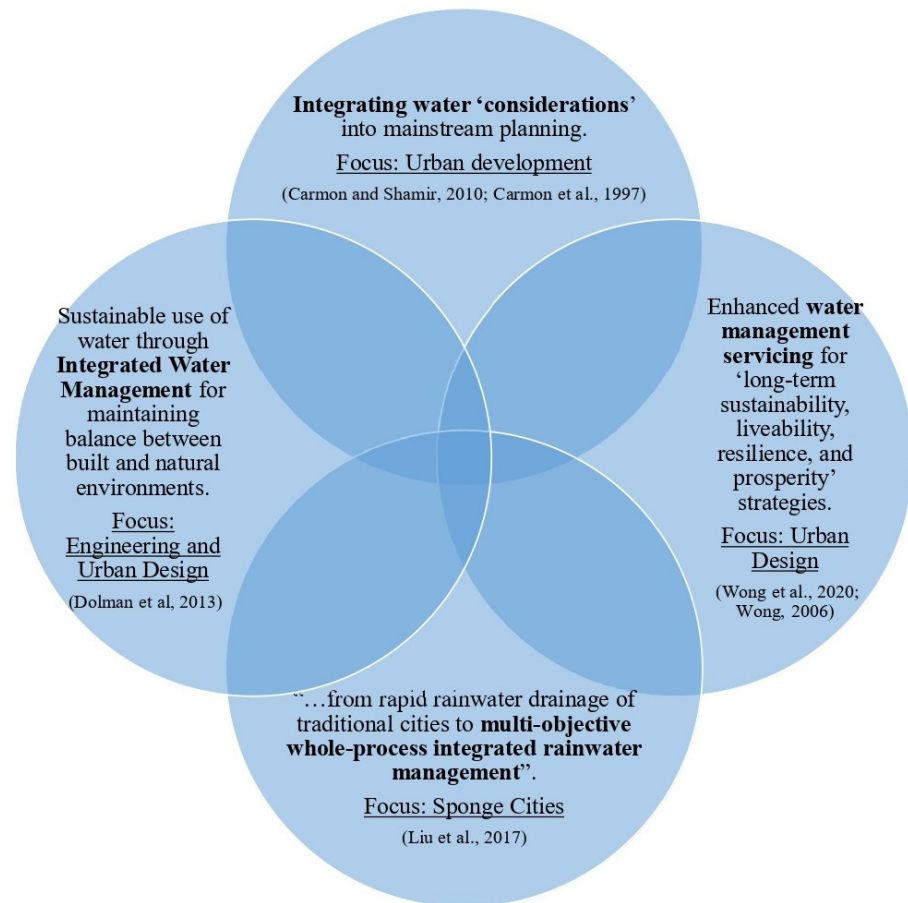 Integrating water ‘considerations’
into mainstream planning.
Focus: Urban development
(Carmon and Shamir, 2010; Carmon et al., 1997)
Sustainable use of
water through
Integrated Water
Management for
maintaining
balance between
built and natural
environments.
Focus:
Engineering and
Urban Design
(Dolman et al, 2013)
Enhanced water
management
servicing for
‘long-term
sustainability,
liveability,
resilience, and
prosperity’
strategies.
Focus: Urban
Design
(Wong et al., 2020;
Wong, 2006)
“…from rapid rainwater drainage of
traditional cities to multi-objective
whole-process integrated rainwater
management”.
Focus: Sponge Cities
(Liu et al., 2017)